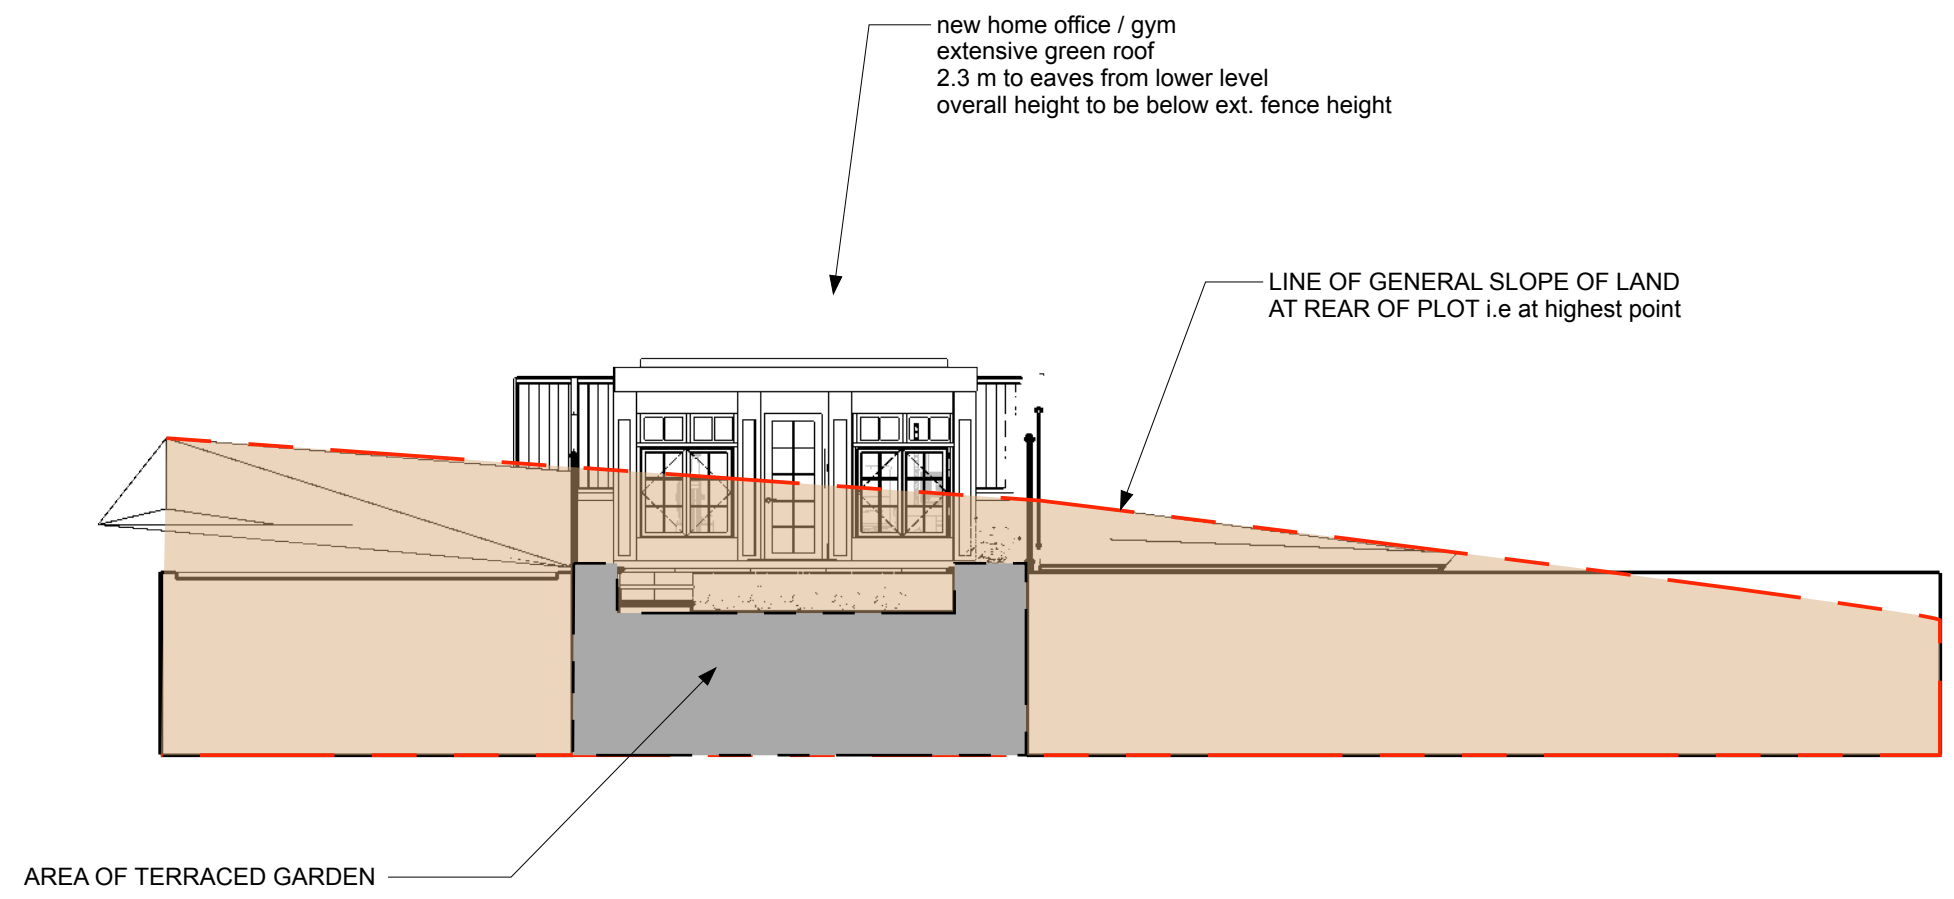 new home office / gym
extensive green roof
2.3 m to eaves from lower level
overall height to be below ext. fence height
LINE OF GENERAL SLOPE OF LAND
AT REAR OF PLOT i.e at highest point
AREA OF TERRACED GARDEN